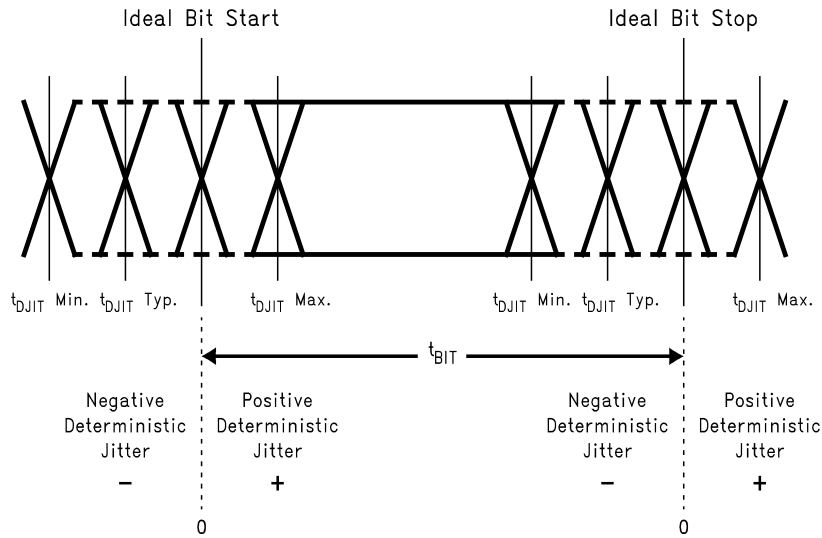 Ideal Bit Start
Ideal Bit Stop
tDJIT Min.
tDJIT Typ.
tDJIT Max.
tDJIT Min.
tDJIT Typ.
tDJIT Max.
tBIT
Negative
Deterministic
Jitter
−
Positive
Deterministic
Jitter
+
Negative
Deterministic
Jitter
−
Positive
Deterministic
Jitter
+
0
0